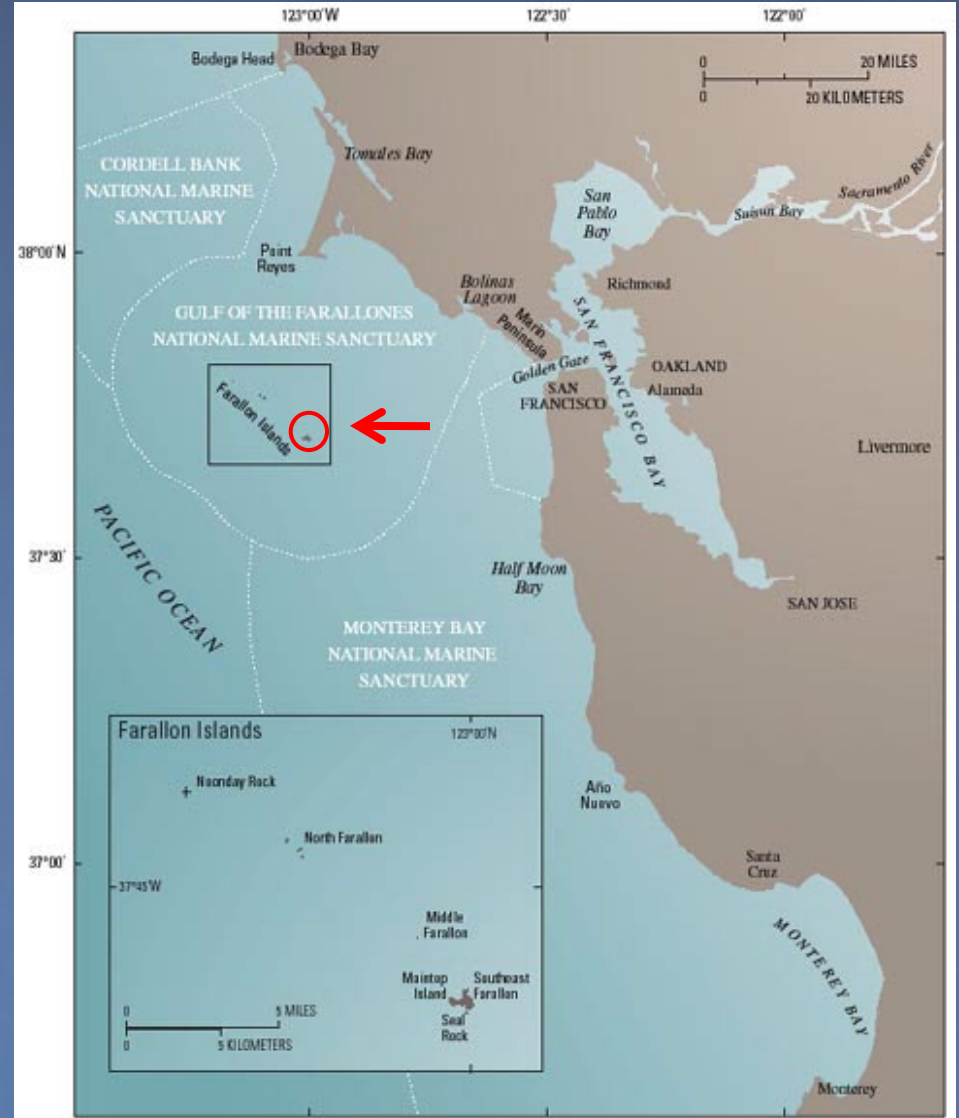 123°00'W
122°30'
122°00'
Bodega Head
Bodega Bay
0
20 MILES
0
20 KILOMETERS
CORDELL BANK
NATIONAL MARINE
SANCTUARY
Tomales Bay
San
Pablo
Bay
Suisun Bay
Sacramento River
38°00'N
Point
Reyes
Bolinas
Lagoon
Richmond
Marin
Peninsula
GULF OF THE FARALLONES
NATIONAL MARINE SANCTUARY
Golden Gate
SAN FRANCISCO BAY
OAKLAND
SAN
FRANCISCO
Alameda
Farallon Islands
Livermore
PACIFIC OCEAN
37°30'
Half Moon
Bay
SAN JOSE
MONTEREY BAY
NATIONAL MARINE
SANCTUARY
Farallon Islands
123°00'N
Noonday Rock
North Farallon
37°45'W
Middle
Farallon
Maintop
Island
Southeast
Farallon
Seal
Rock
0
5 MILES
0
5 KILOMETERS
Año
Nuevo
37°00'
Santa
Cruz
MONTEREY BAY
Monterey